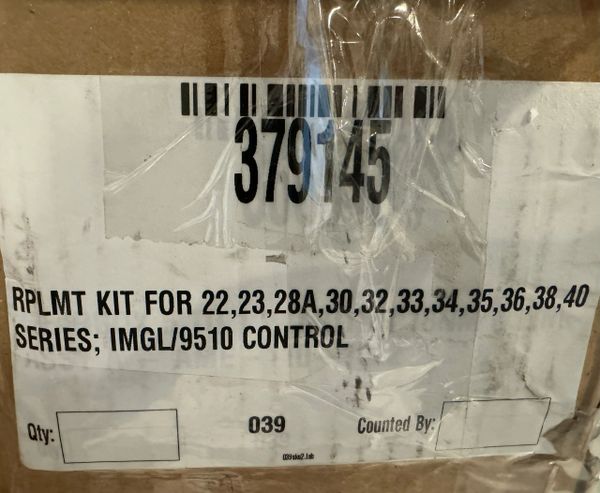 379145
RPLMT KIT FOR 22,23,28A,30,32,33,34,35,36,38,40
SERIES; IMGL/9510 CONTROL
Qty:
039
Counted By: